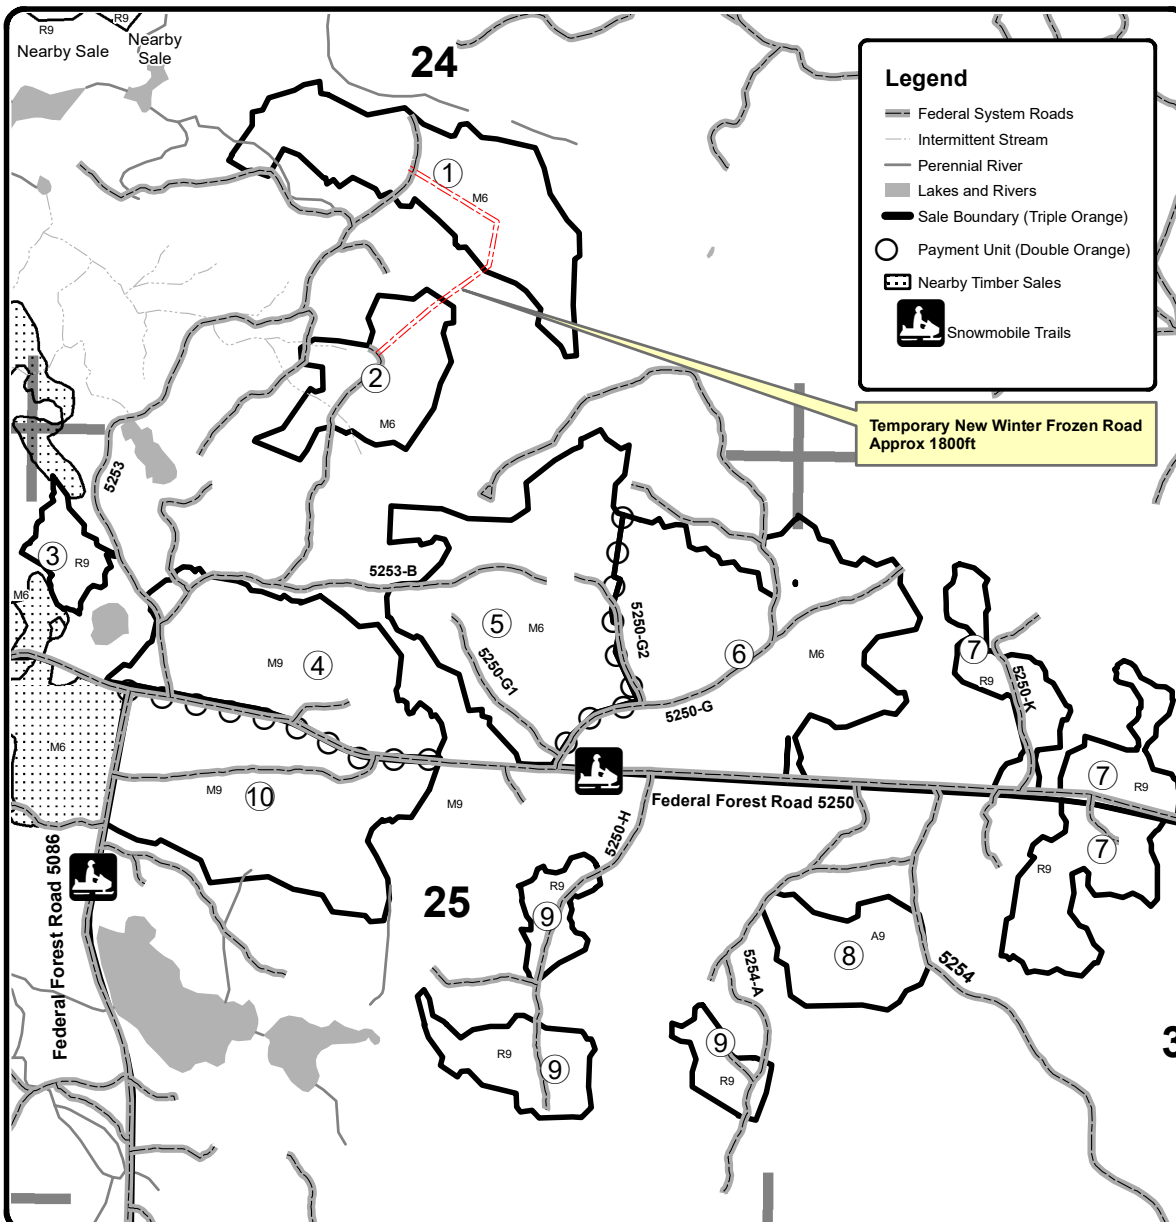 R9
R9
Nearby Sale
Nearby
Sale
24
Legend
Federal System Roads
Intermittent Stream
Perennial River
Lakes and Rivers
Sale Boundary (Triple Orange)
Payment Unit (Double Orange)
Nearby Timber Sales
Snowmobile Trails
1
M6
2
M6
Temporary New Winter Frozen Road
Approx 1800ft
5253
3
R9
M6
5253-B
5
M6
5250-G1
5250-G2
6
M6
5250-G
4
M9
7
R9
5250-K
M6
M9
10
M9
Federal Forest Road 5250
7
R9
7
R9
5250-H
Federal Forest Road 5086
25
R9
9
A9
8
5254-A
5254
R9
9
9
R9
3